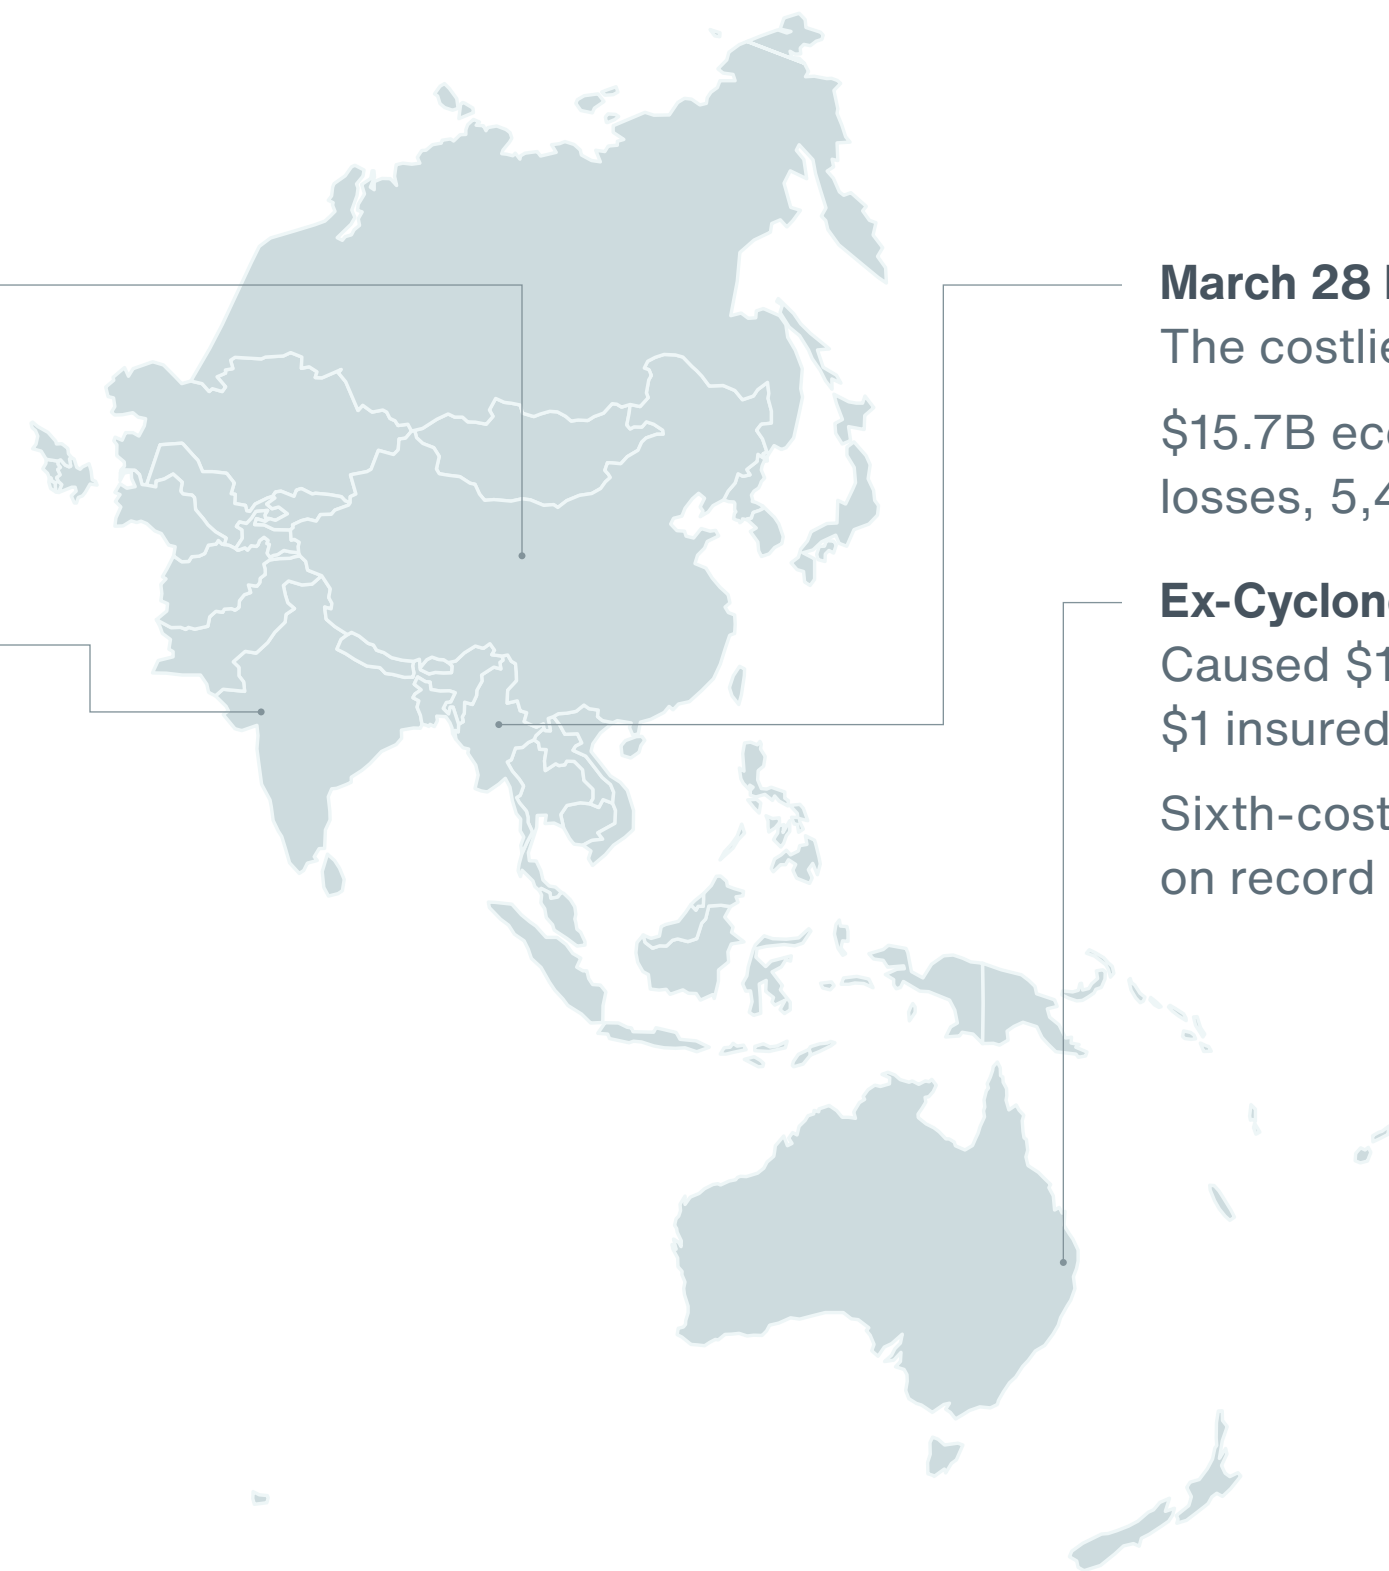 March 28
The costlie
$15.7B eco
losses, 5,4
Ex-Cyclon
Caused $1
$1 insured
Sixth-cost
on record